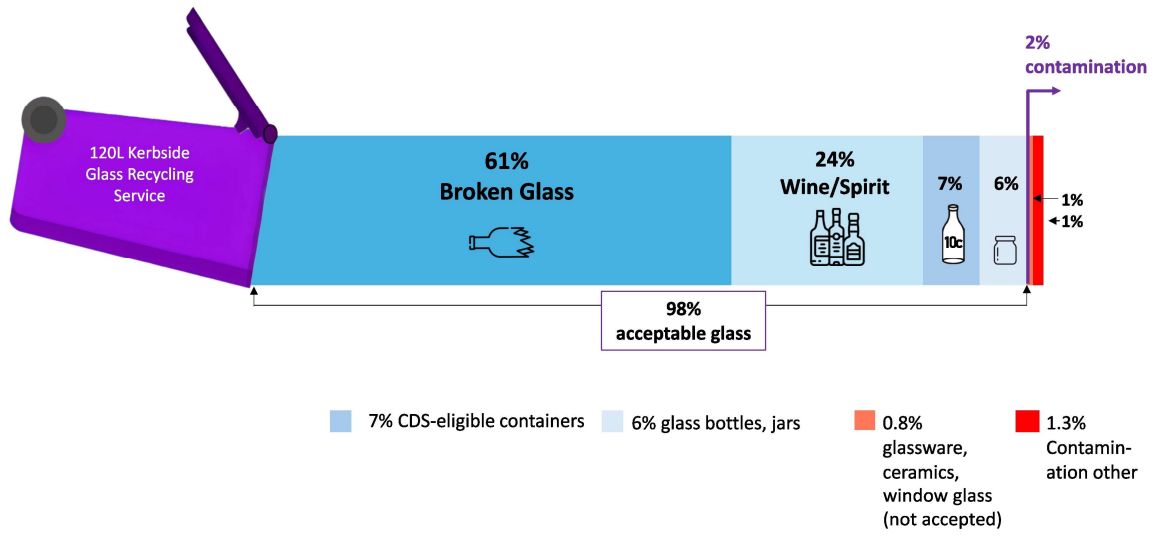 2%
contamination
120L Kerbside
Glass Recycling
Service
61%
Broken Glass
24%
Wine/Spirit
7%
6%
10c
1%
1%
98%
acceptable glass
7% CDS-eligible containers
6% glass bottles, jars
0.8%
glassware,
ceramics,
window glass
(not accepted)
1.3%
Contamin-
ation other